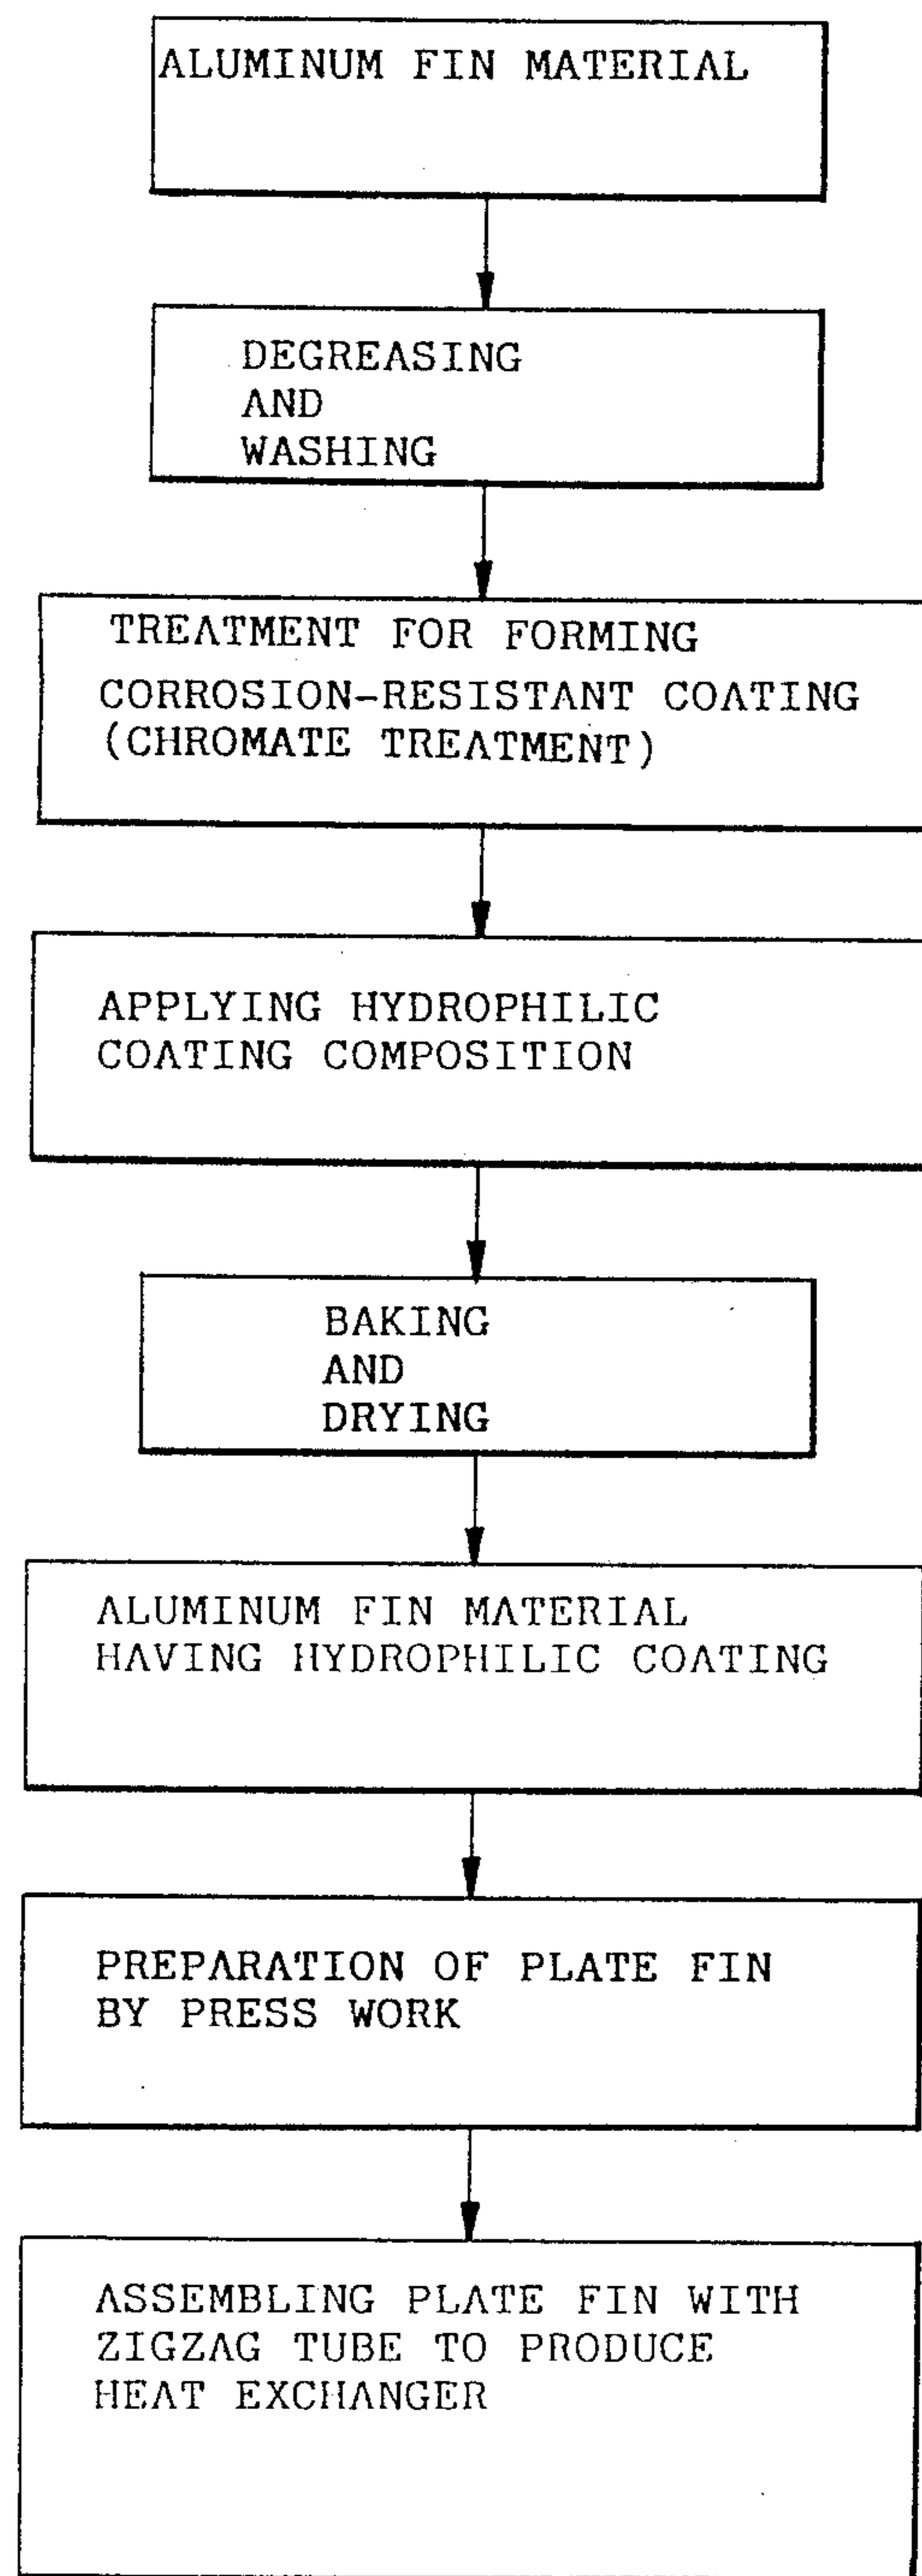 ALUMINUM FIN MATERIAL
DEGREASING
AND
WASHING
TREATMENT FOR FORMING
CORROSION-RESISTANT COATING
(CHROMATE TREATMENT)
APPLYING HYDROPHILIC
COATING COMPOSITION
BAKING
AND
DRYING
ALUMINUM FIN MATERIAL
HAVING HYDROPHILIC COATING
PREPARATION OF PLATE FIN
BY PRESS WORK
ASSEMBLING PLATE FIN WITH
ZIGZAG TUBE TO PRODUCE
HEAT EXCHANGER